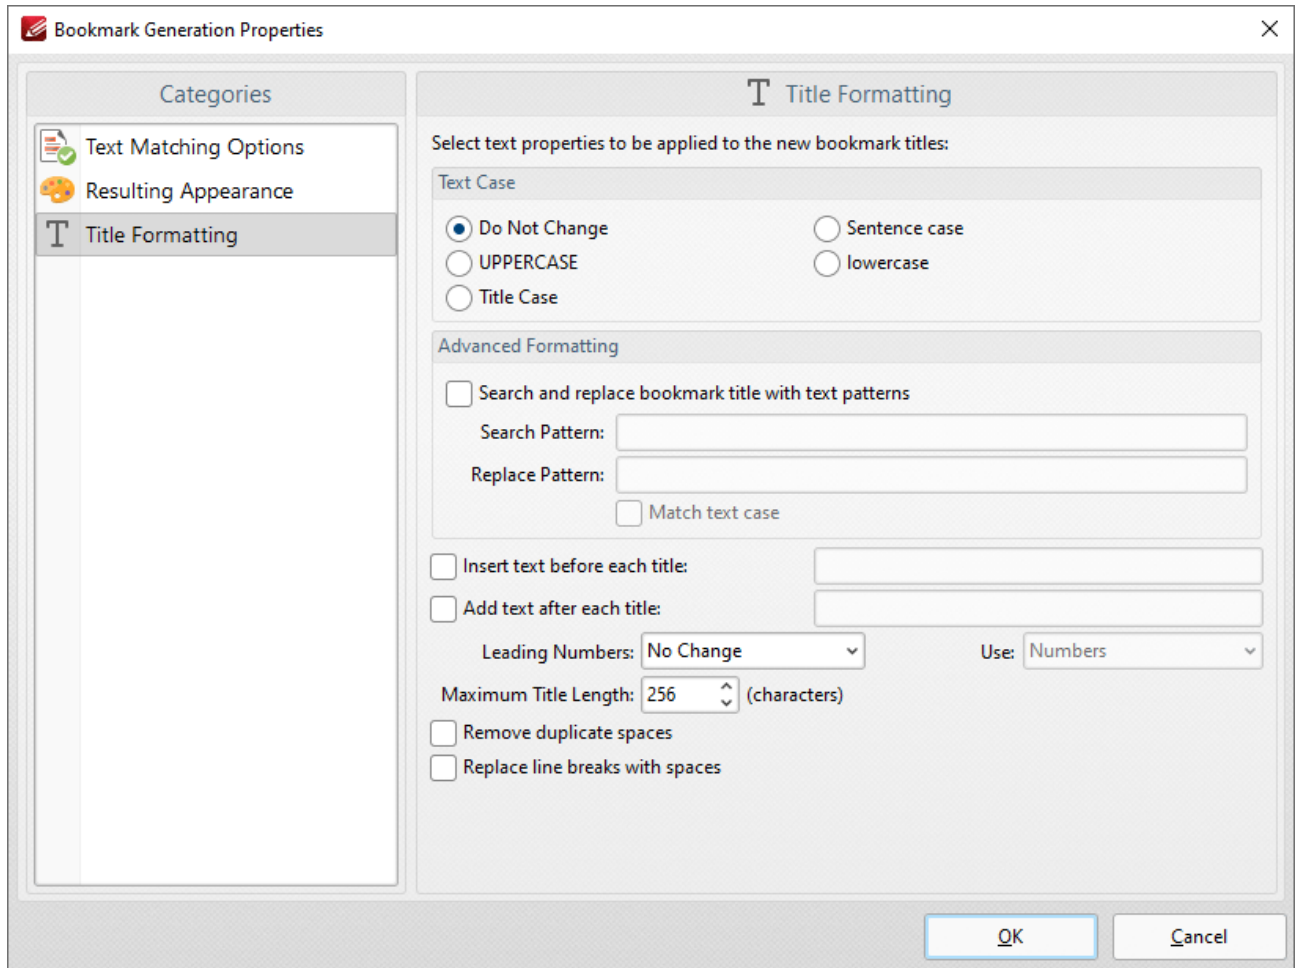 Bookmark Generation Properties
Categories
Text Matching Options
Resulting Appearance
Title Formatting
Title Formatting
Select text properties to be applied to the new bookmark titles:
Text Case
Do Not Change Sentence case
UPPERCASE lowercase
Title Case
Advanced Formatting
Search and replace bookmark title with text patterns
Search Pattern:
Replace Pattern:
Match text case
Insert text before each title:
Add text after each title:
Leading Numbers: No Change Use: Numbers
Maximum Title Length: 256 (characters)
Remove duplicate spaces
Replace line breaks with spaces
OK Cancel